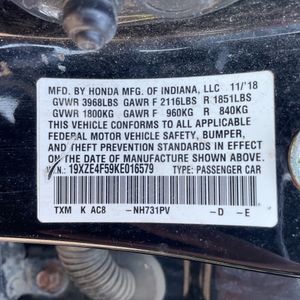 MFD. BY HONDA MFG. OF INDIANA, LLC 11/'18
GVWR 3968LBS GAWR F 2116LBS R 1851LBS
GVWR 1800KG GAWR F 960KG R 840KG
THIS VEHICLE CONFORMS TO ALL APPLICABLE
FEDERAL MOTOR VEHICLE SAFETY, BUMPER,
AND THEFT PREVENTION STANDARDS IN EFFECT
ON THE DATE OF MANUFACTURE SHOWN ABOVE.
V.I.N.: 19XZE4F59KE016579 TYPE: PASSENGER CAR
TXM K AC8 -NH731PV -D -E